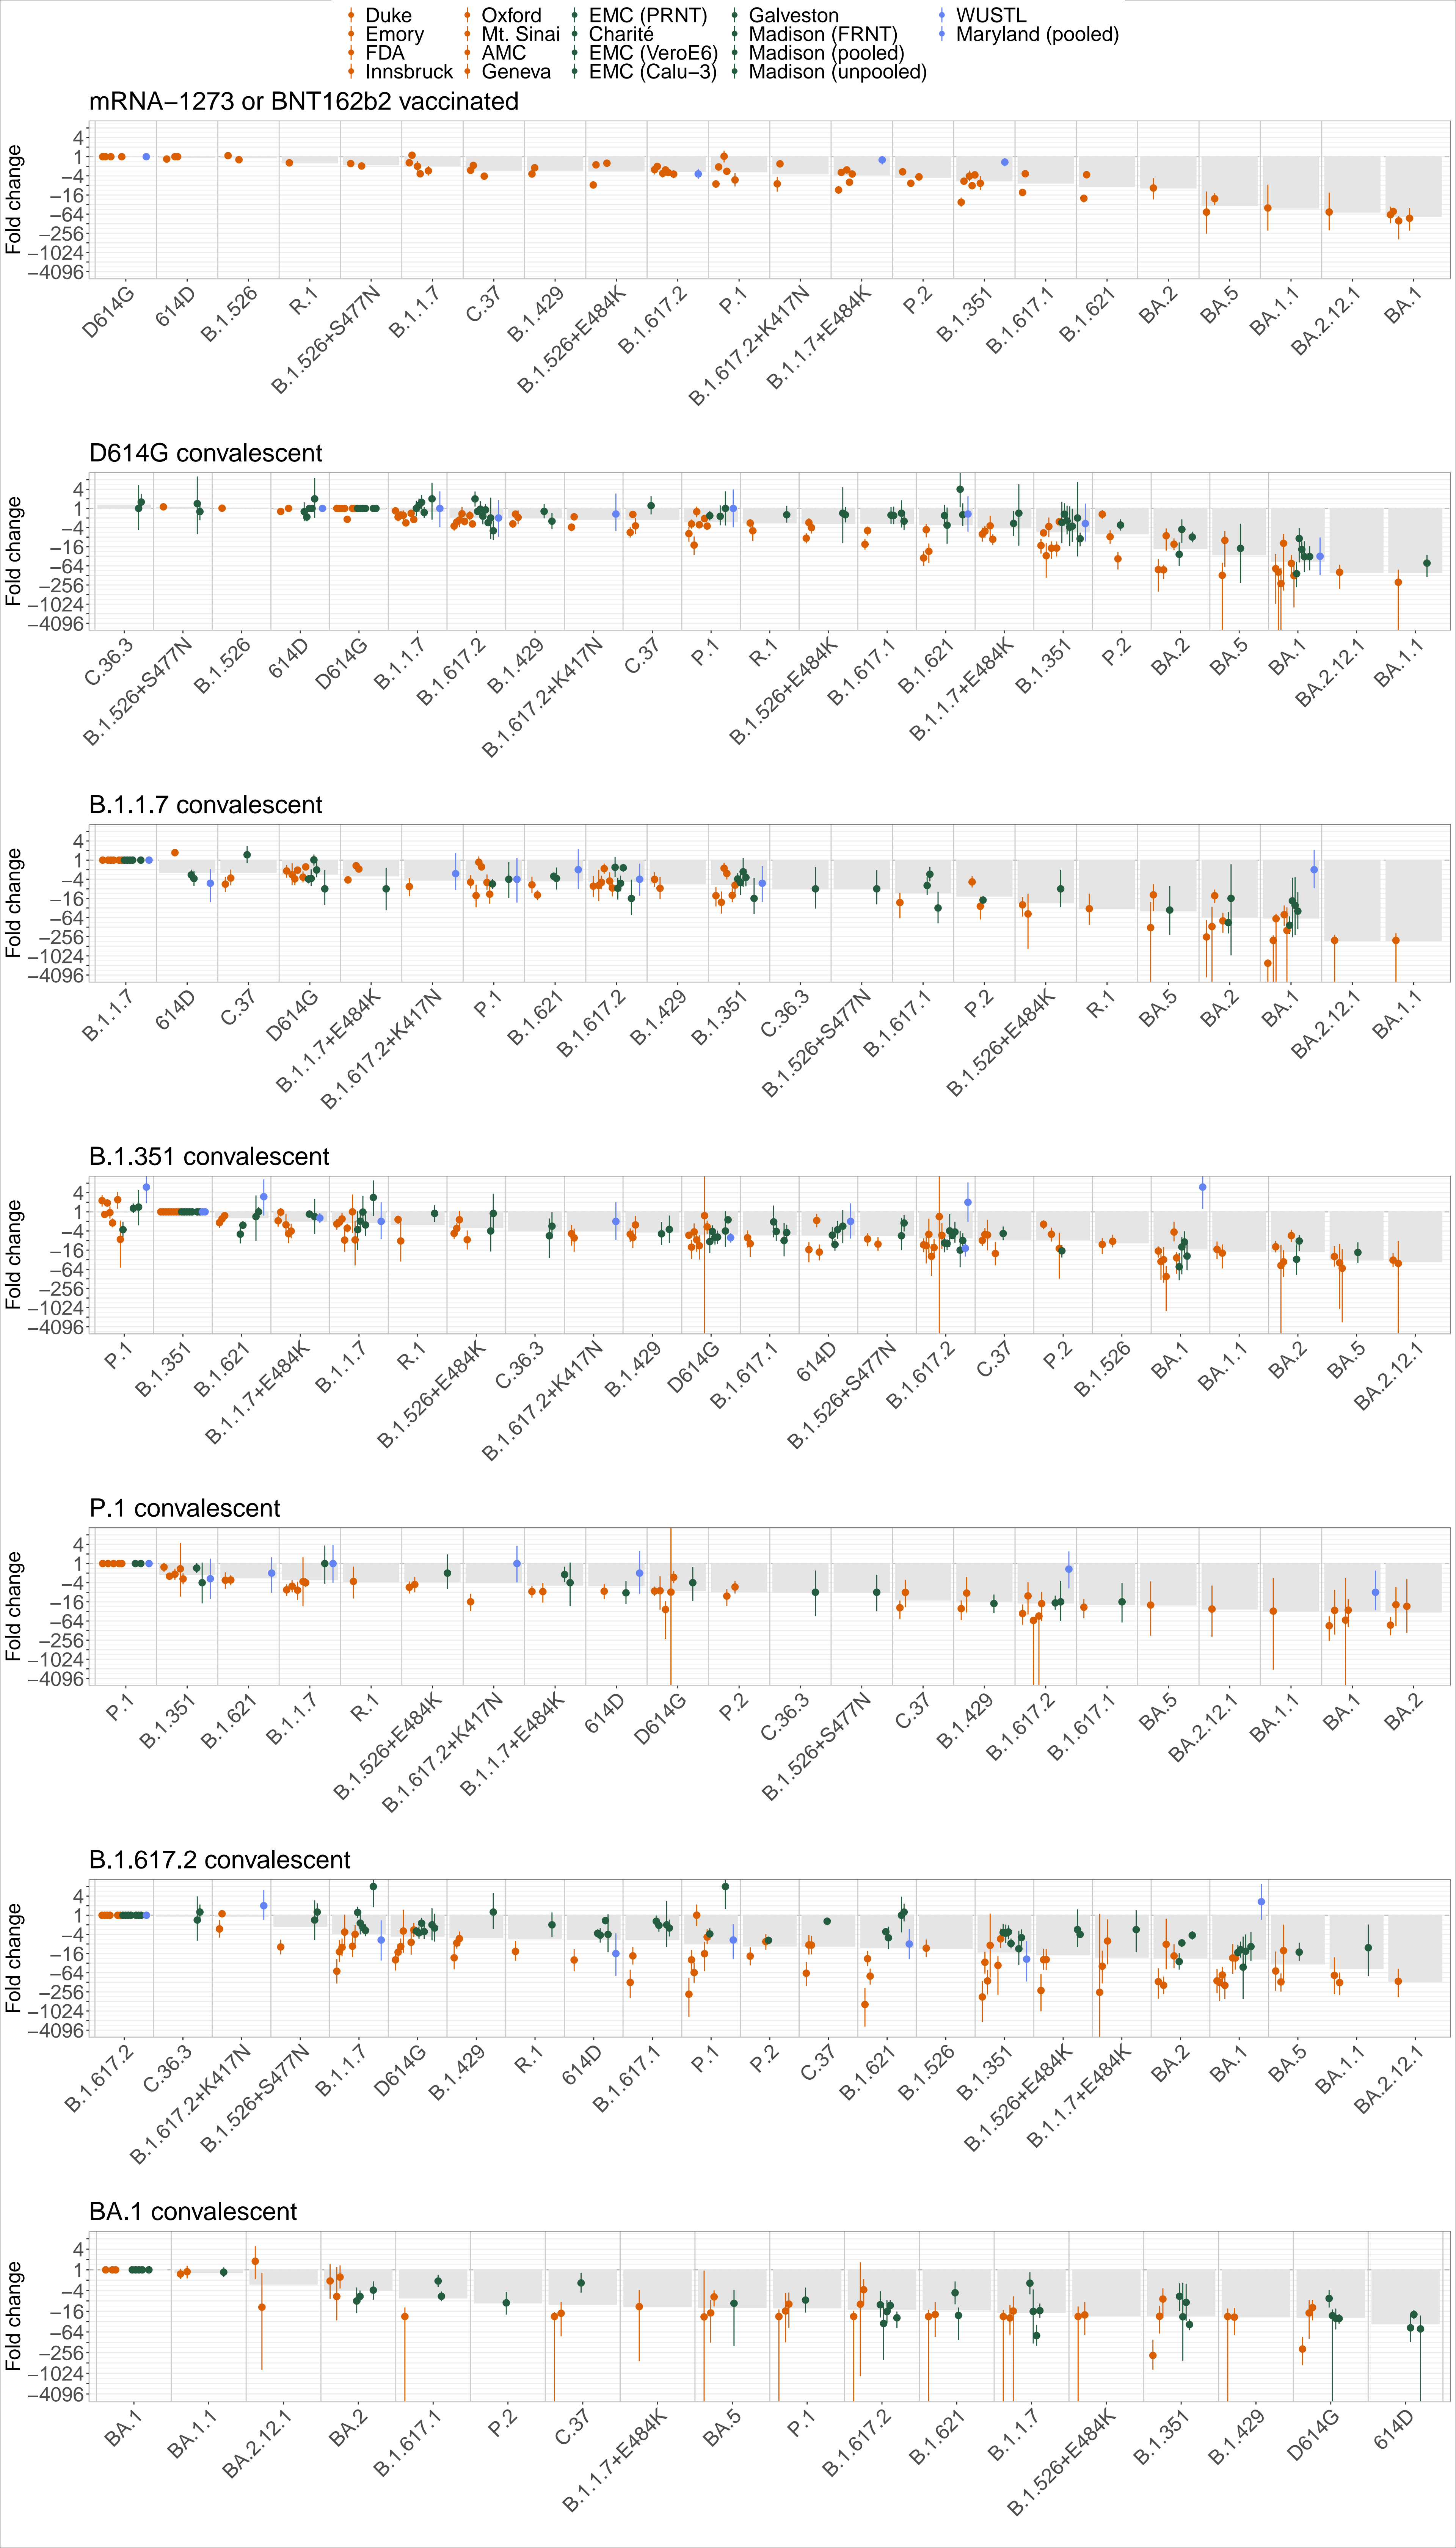 Duke Oxford EMC (PRNT) Galveston WUSTL
Emory Mt. Sinai Charité Madison (FRNT) Maryland (pooled)
FDA AMC EMC (VeroE6) Madison (pooled)
Innsbruck Geneva EMC (Calu−3) Madison (unpooled)
mRNA−1273 or BNT162b2 vaccinated
Fold change
4
1
−4
−16
−64
−256
−1024
−4096
D614G 614D B.1.526 R.1 B.1.526+S477N B.1.1.7 C.37 B.1.429 B.1.526+E484K B.1.617.2 P.1 B.1.617.2+K417N B.1.1.7+E484K P.2 B.1.351 B.1.617.1 B.1.621 BA.2 BA.5 BA.1.1 BA.2.12.1 BA.1
D614G convalescent
Fold change
4
1
−4
−16
−64
−256
−1024
−4096
C.36.3 B.1.526+S477N B.1.526 614D D614G B.1.1.7 B.1.617.2 B.1.429 B.1.617.2+K417N C.37 P.1 R.1 B.1.526+E484K B.1.617.1 B.1.621 B.1.1.7+E484K B.1.351 P.2 BA.2 BA.5 BA.1 BA.2.12.1 BA.1.1
B.1.1.7 convalescent
Fold change
4
1
−4
−16
−64
−256
−1024
−4096
B.1.1.7 614D C.37 D614G B.1.1.7+E484K B.1.617.2+K417N P.1 B.1.621 B.1.617.2 B.1.429 B.1.351 C.36.3 B.1.526+S477N B.1.617.1 P.2 B.1.526+E484K R.1 BA.5 BA.2 BA.1 BA.2.12.1 BA.1.1
B.1.351 convalescent
Fold change
4
1
−4
−16
−64
−256
−1024
−4096
P.1 B.1.351 B.1.621 B.1.1.7+E484K B.1.1.7 R.1 B.1.526+E484K C.36.3 B.1.617.2+K417N B.1.429 D614G B.1.617.1 614D B.1.526+S477N B.1.617.2 C.37 P.2 B.1.526 BA.1 BA.1.1 BA.2 BA.5 BA.2.12.1
P.1 convalescent
Fold change
4
1
−4
−16
−64
−256
−1024
−4096
P.1 B.1.351 B.1.621 B.1.1.7 R.1 B.1.526+E484K B.1.617.2+K417N B.1.1.7+E484K 614D D614G P.2 C.36.3 B.1.526+S477N C.37 B.1.429 B.1.617.2 B.1.617.1 BA.5 BA.2.12.1 BA.1.1 BA.1 BA.2
B.1.617.2 convalescent
Fold change
4
1
−4
−16
−64
−256
−1024
−4096
B.1.617.2 C.36.3 B.1.617.2+K417N B.1.526+S477N B.1.1.7 D614G B.1.429 R.1 614D B.1.617.1 P.1 P.2 C.37 B.1.621 B.1.526 B.1.351 B.1.526+E484K B.1.1.7+E484K BA.2 BA.1 BA.5 BA.1.1 BA.2.12.1
BA.1 convalescent
Fold change
4
1
−4
−16
−64
−256
−1024
−4096
BA.1 BA.1.1 BA.2.12.1 BA.2 B.1.617.1 P.2 C.37 B.1.1.7+E484K BA.5 P.1 B.1.617.2 B.1.621 B.1.1.7 B.1.526+E484K B.1.351 B.1.429 D614G 614D